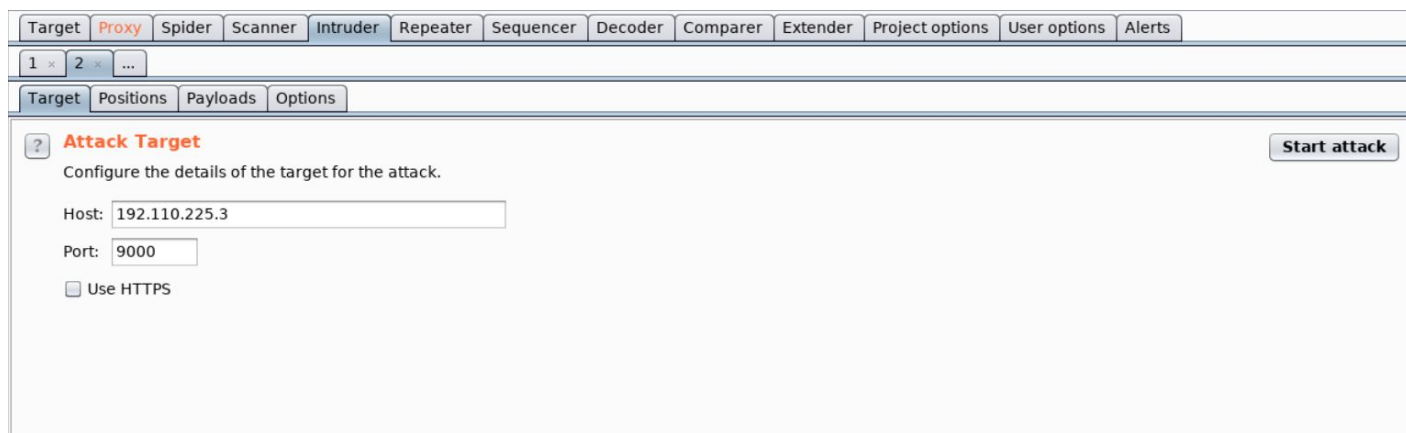 Target Proxy Spider Scanner Intruder Repeater Sequencer Decoder Comparer Extender Project options User options Alerts
1 × 2 × ...
Target Positions Payloads Options
? Attack Target
Start attack
Configure the details of the target for the attack.
Host: 192.110.225.3
Port: 9000
Use HTTPS